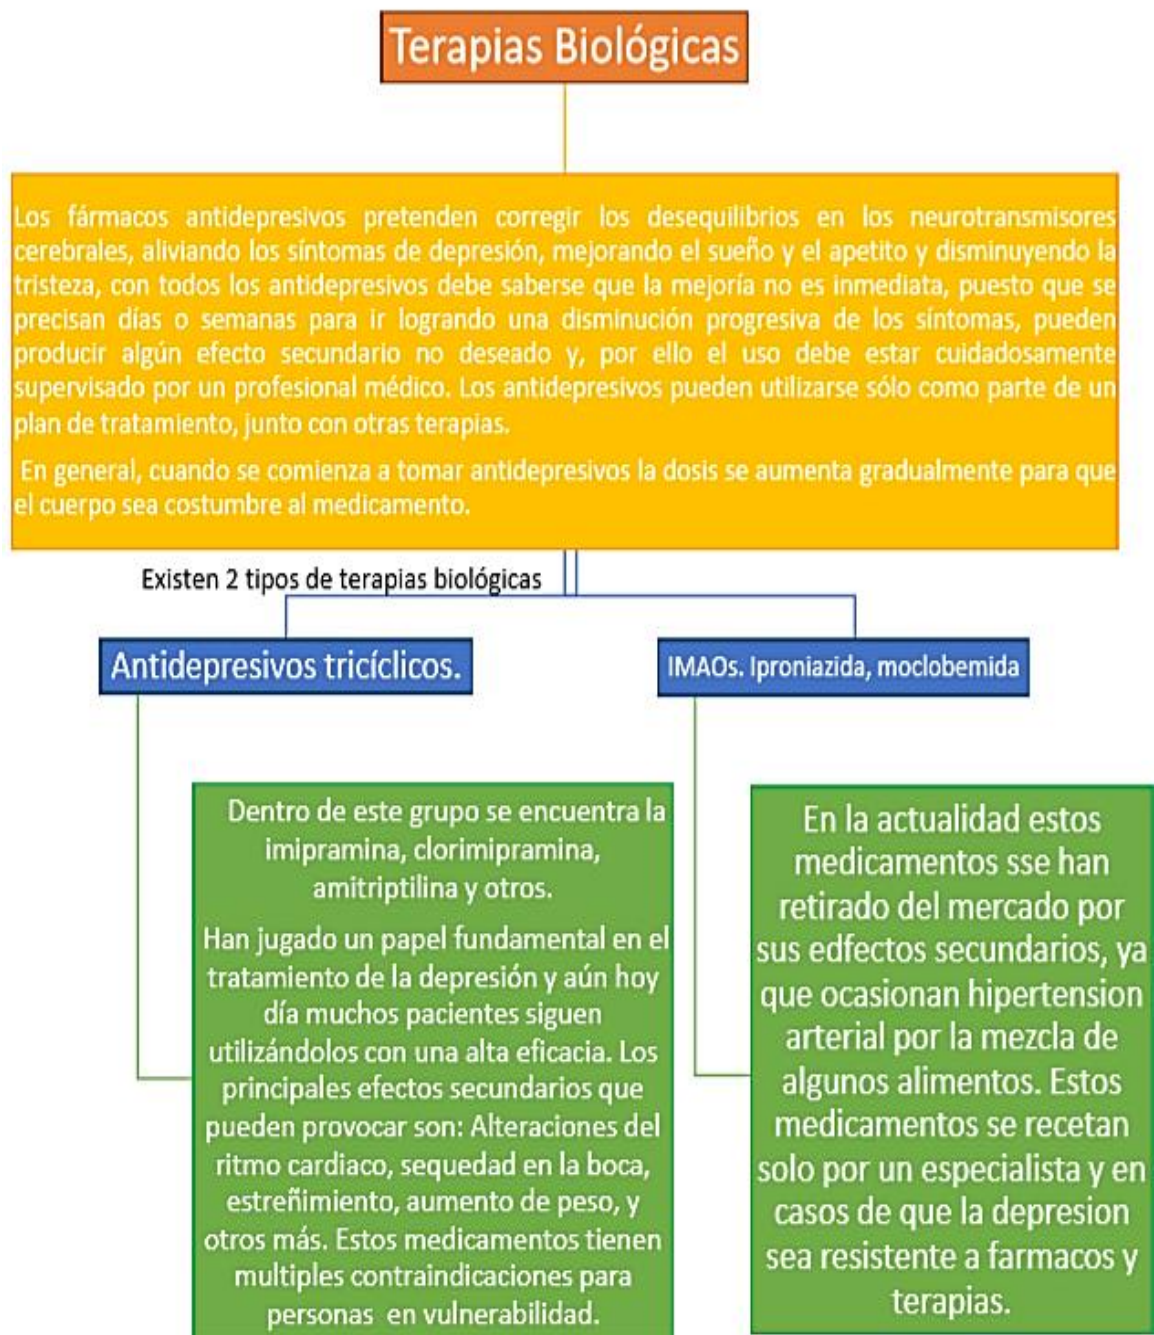 Terapias Biológicas
Los fármacos antidepresivos pretenden corregir los desequilibrios en los neurotransmisores
cerebrales, aliviando los síntomas de depresión, mejorando el sueño y el apetito y disminuyendo la
tristeza, con todos los antidepresivos debe saberse que la mejoría no es inmediata, puesto que se
precisan días o semanas para ir logrando una disminución progresiva de los síntomas, pueden
producir algún efecto secundario no deseado y, por ello el uso debe estar cuidadosamente
supervisado por un profesional médico. Los antidepresivos pueden utilizarse sólo como parte de un
plan de tratamiento, junto con otras terapias.
En general, cuando se comienza a tomar antidepresivos la dosis se aumenta gradualmente para que
el cuerpo sea costumbre al medicamento.
Existen 2 tipos de terapias biológicas
Antidepresivos tricíclicos.
Dentro de este grupo se encuentra la
imipramina, clorimipramina,
amitriptilina y otros.
Han jugado un papel fundamental en el
tratamiento de la depresión y aún hoy
día muchos pacientes siguen
utilizándolos con una alta eficacia. Los
principales efectos secundarios que
pueden provocar son: Alteraciones del
ritmo cardiaco, sequedad en la boca,
estreñimiento, aumento de peso, y
otros más. Estos medicamentos tienen
multiples contraindicaciones para
personas en vulnerabilidad.
IMAOs. Iproniazida, moclobemida
En la actualidad estos
medicamentos sse han
retirado del mercado por
sus edfectos secundarios, ya
que ocasionan hipertension
arterial por la mezcla de
algunos alimentos. Estos
medicamentos se recetan
solo por un especialista y en
casos de que la depresion
sea resistente a farmacos y
terapias.